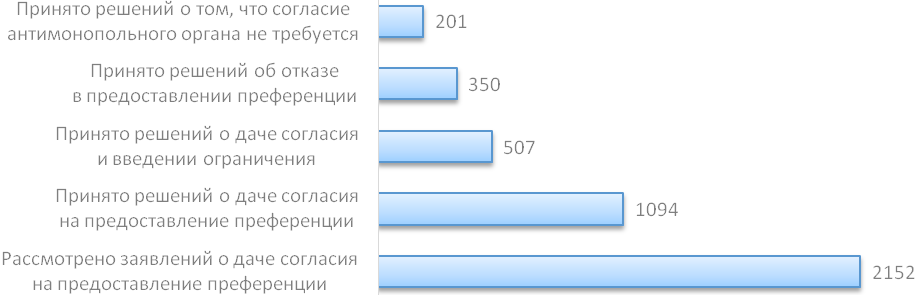 Принято решений о том, что согласие
антимонопольного органа не требуется
201
Принято решений об отказе
в предоставлении преференции
350
Принято решений о даче согласия
и введении ограничения
507
Принято решений о даче согласия
на предоставление преференции
1094
Рассмотрено заявлений о даче согласия
на предоставление преференции
2152